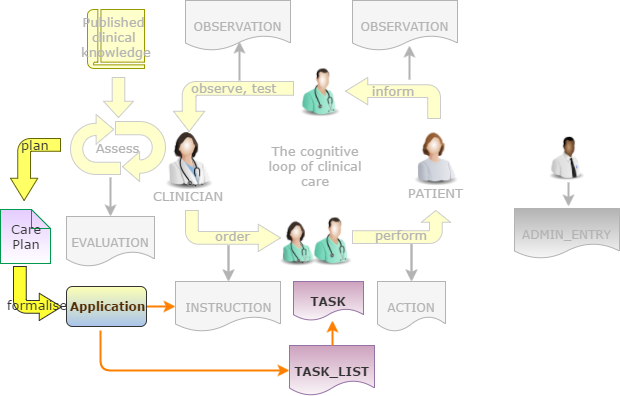 Published
clinical
knowledge
OBSERVATION
OBSERVATION
observe, test
inform
plan
Assess
The cognitive
loop of clinical
care
CLINICIAN
PATIENT
Care
Plan
EVALUATION
order
perform
ADMIN_ENTRY
formalise
Application
INSTRUCTION
TASK
ACTION
TASK_LIST